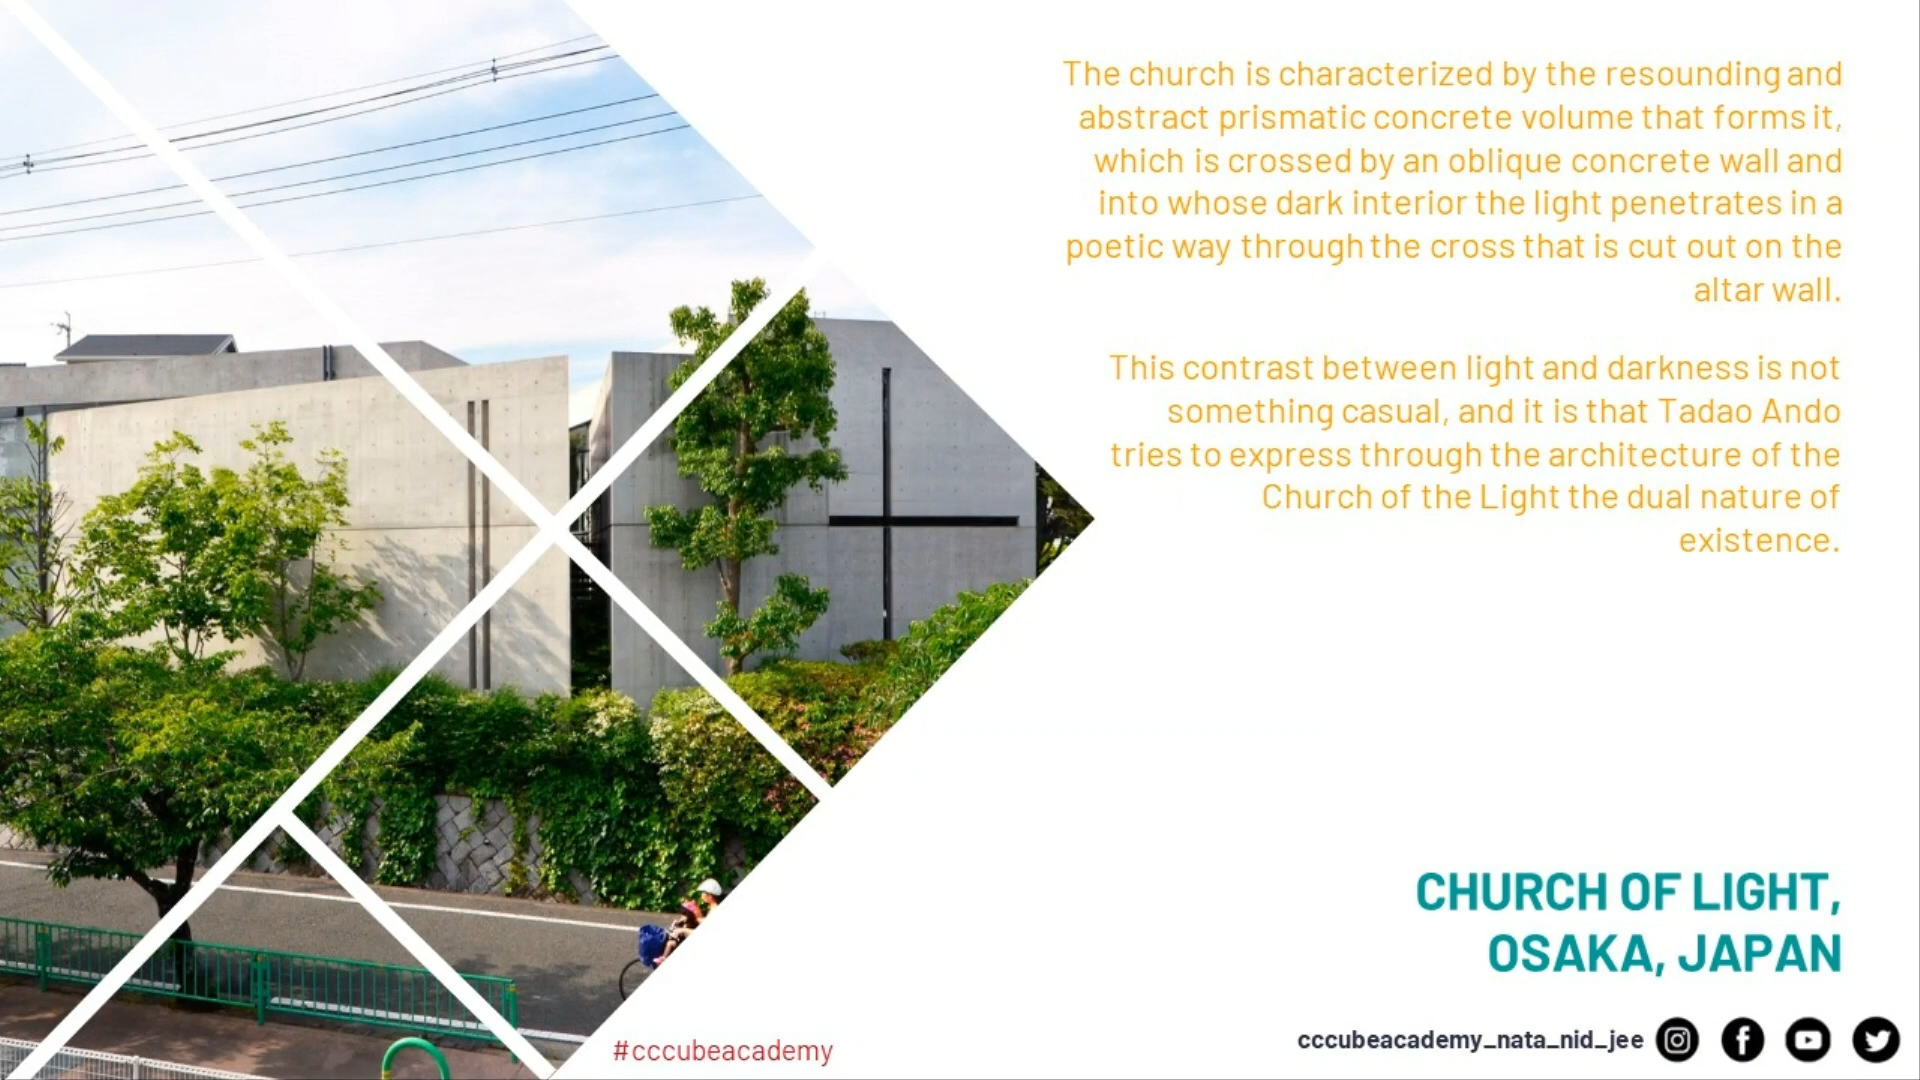 The church is characterized by the resounding and
abstract prismatic concrete volume that forms it,
which is crossed by an oblique concrete wall and
into whose dark interior the light penetrates in a
poetic way through the cross that is cut out on the
altar wall.
This contrast between light and darkness is not
something casual, and it is that Tadao Ando
tries to express through the architecture of the
Church of the Light the dual nature of
existence.
CHURCH OF LIGHT,
OSAKA, JAPAN
cccubeacademy_nata_nid_jee
#cccubeacademy